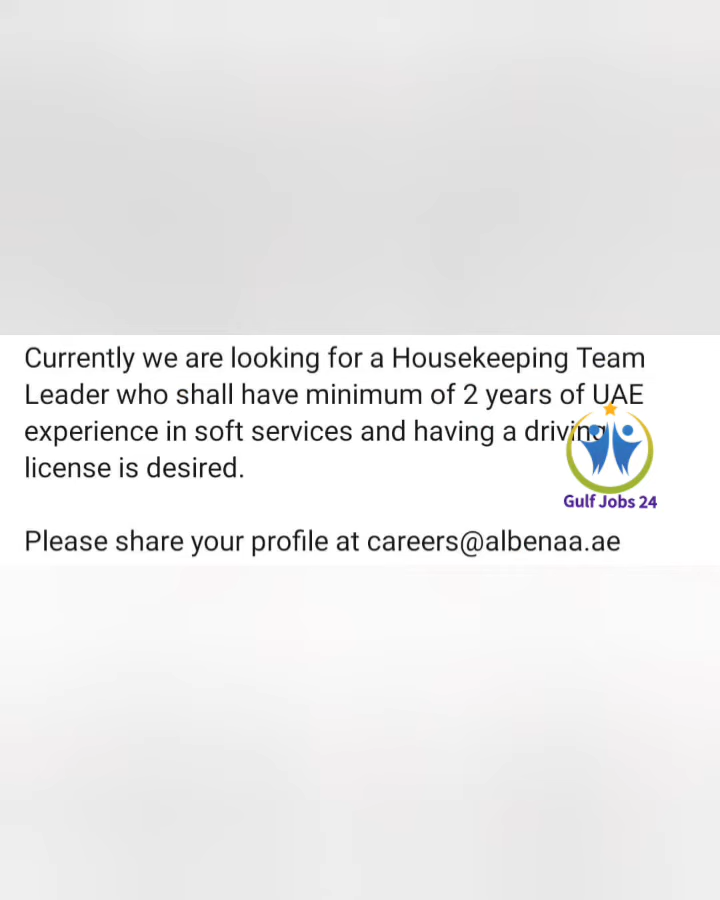 Currently we are looking for a Housekeeping Team
Leader who shall have minimum of 2 years of UAE
experience in soft services and having a driving
license is desired.
Gulf Jobs 24
Please share your profile at careers@albenaa.ae